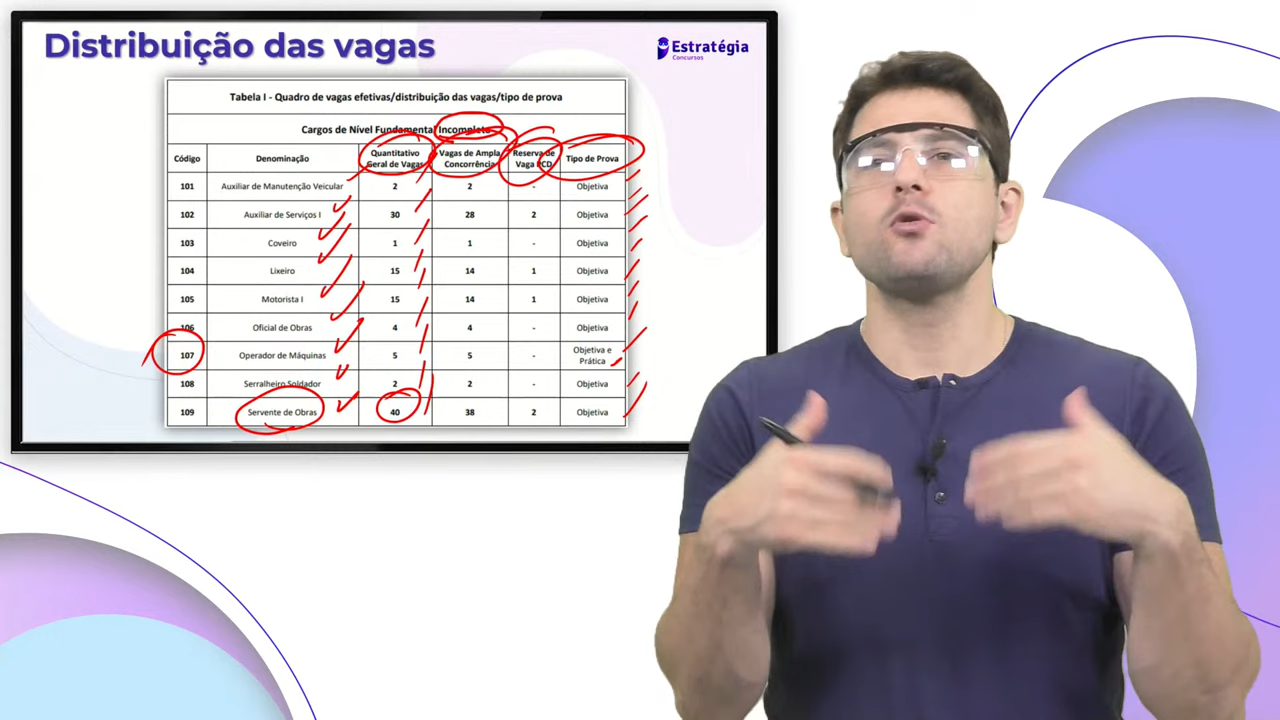 Distribuição das vagas
Estratégia
Concursos
Tabela I - Quadro de vagas efetivas/distribuição das vagas/tipo de prova
Cargos de Nível Fundamental Incompleto
Código Denominação Quantitativo Geral de Vagas Vagas de Ampla Concorrência Reserva de Vaga PCD Tipo de Prova
101 Auxiliar de Manutenção Veicular 2 2 - Objetiva
102 Auxiliar de Serviços I 30 28 2 Objetiva
103 Coveiro 1 1 - Objetiva
104 Lixeiro 15 14 1 Objetiva
105 Motorista I 15 14 1 Objetiva
106 Oficial de Obras 4 4 - Objetiva
107 Operador de Máquinas 5 5 - Objetiva e Prática
108 Serralheiro Soldador 2 2 - Objetiva
109 Servente de Obras 40 38 2 Objetiva